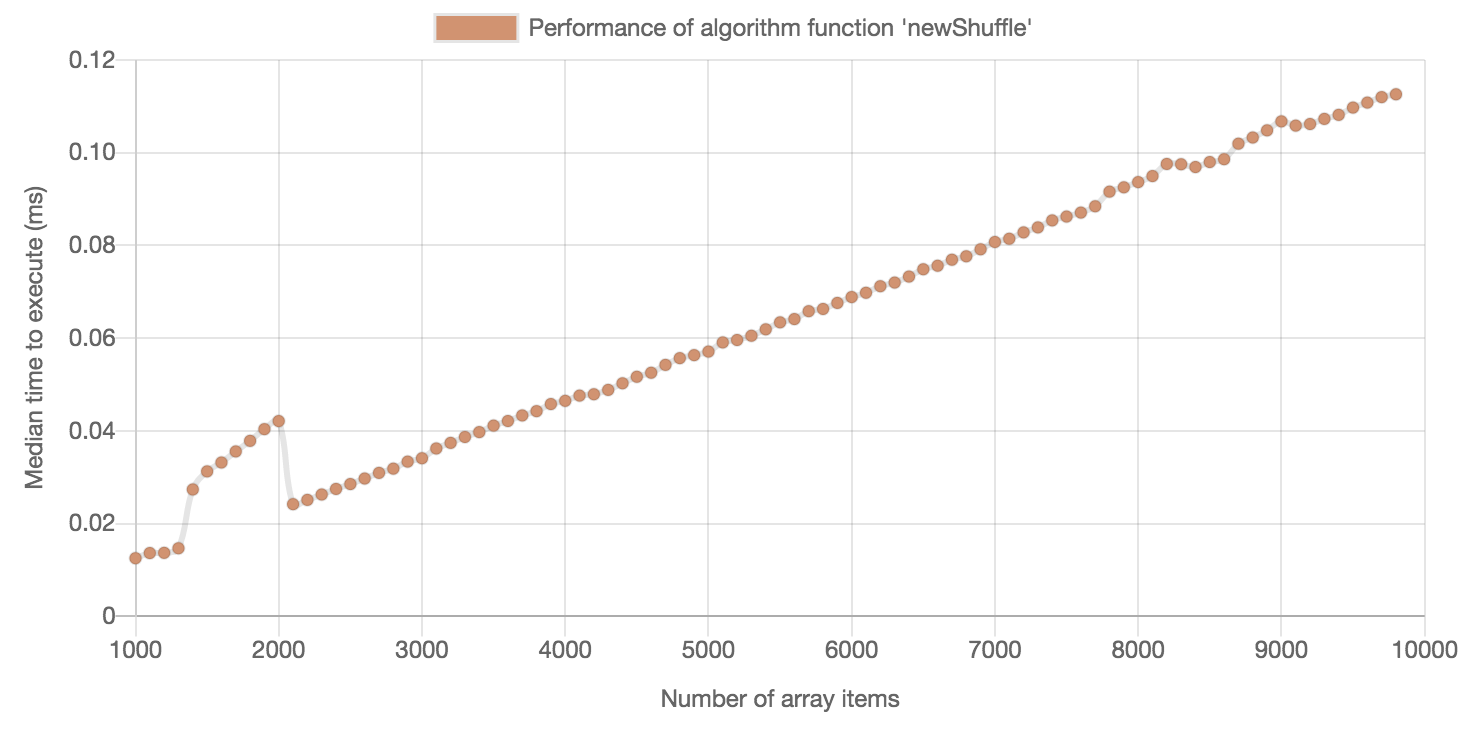 Performance of algorithm function 'newShuffle'
0.12
0.10
0.08
0.06
0.04
0.02
0
Median time to execute (ms)
1000 2000 3000 4000 5000 6000 7000 8000 9000 10000
Number of array items